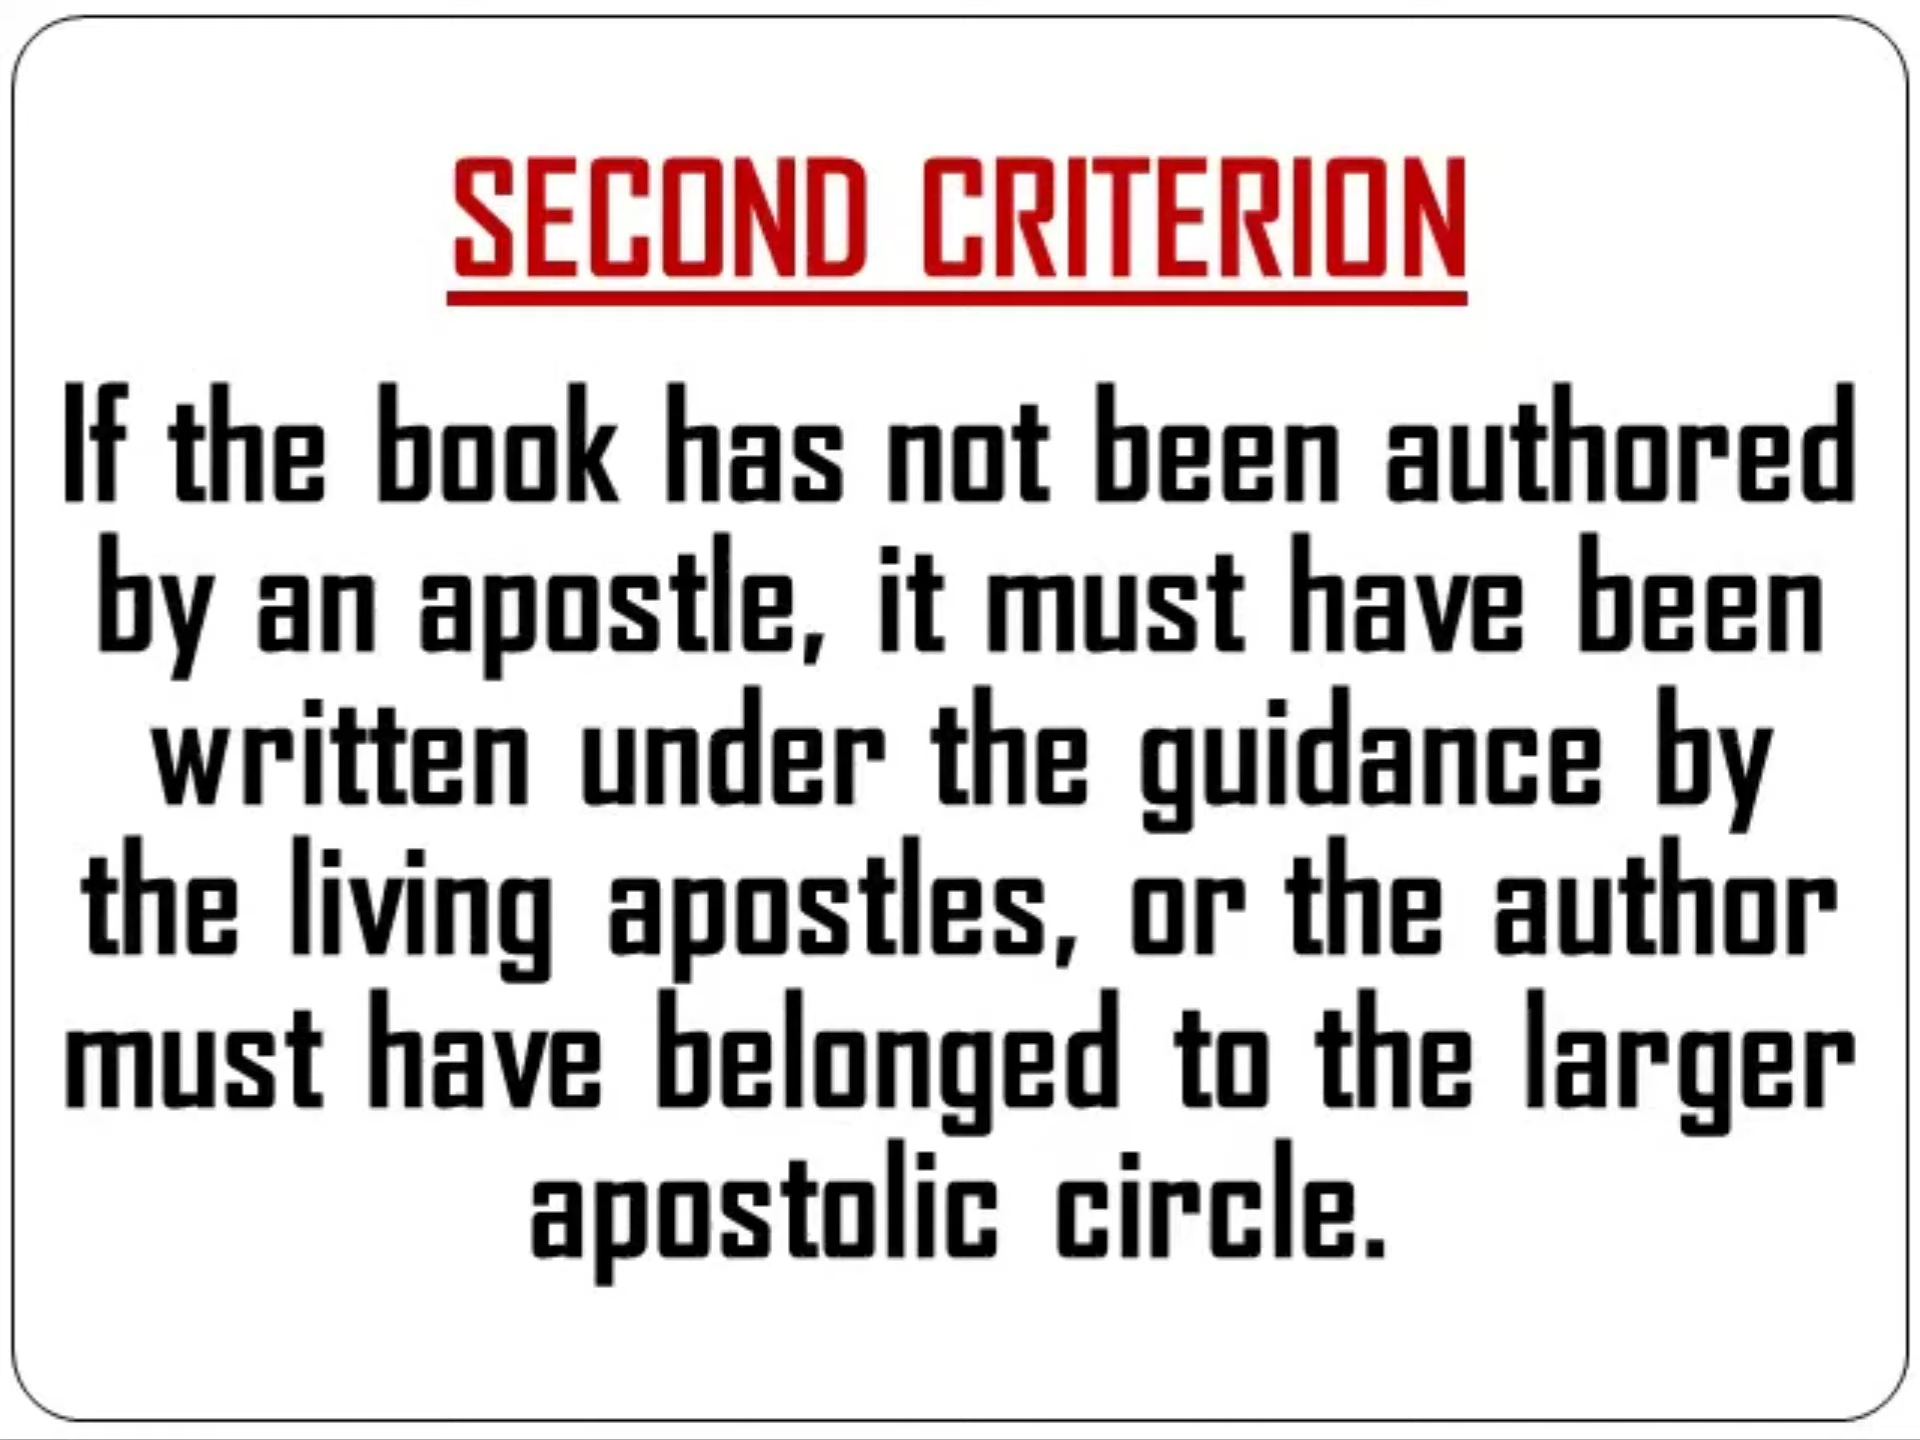 SECOND CRITERION
If the book has not been authored
by an apostle, it must have been
written under the guidance by
the living apostles, or the author
must have belonged to the larger
apostolic circle.